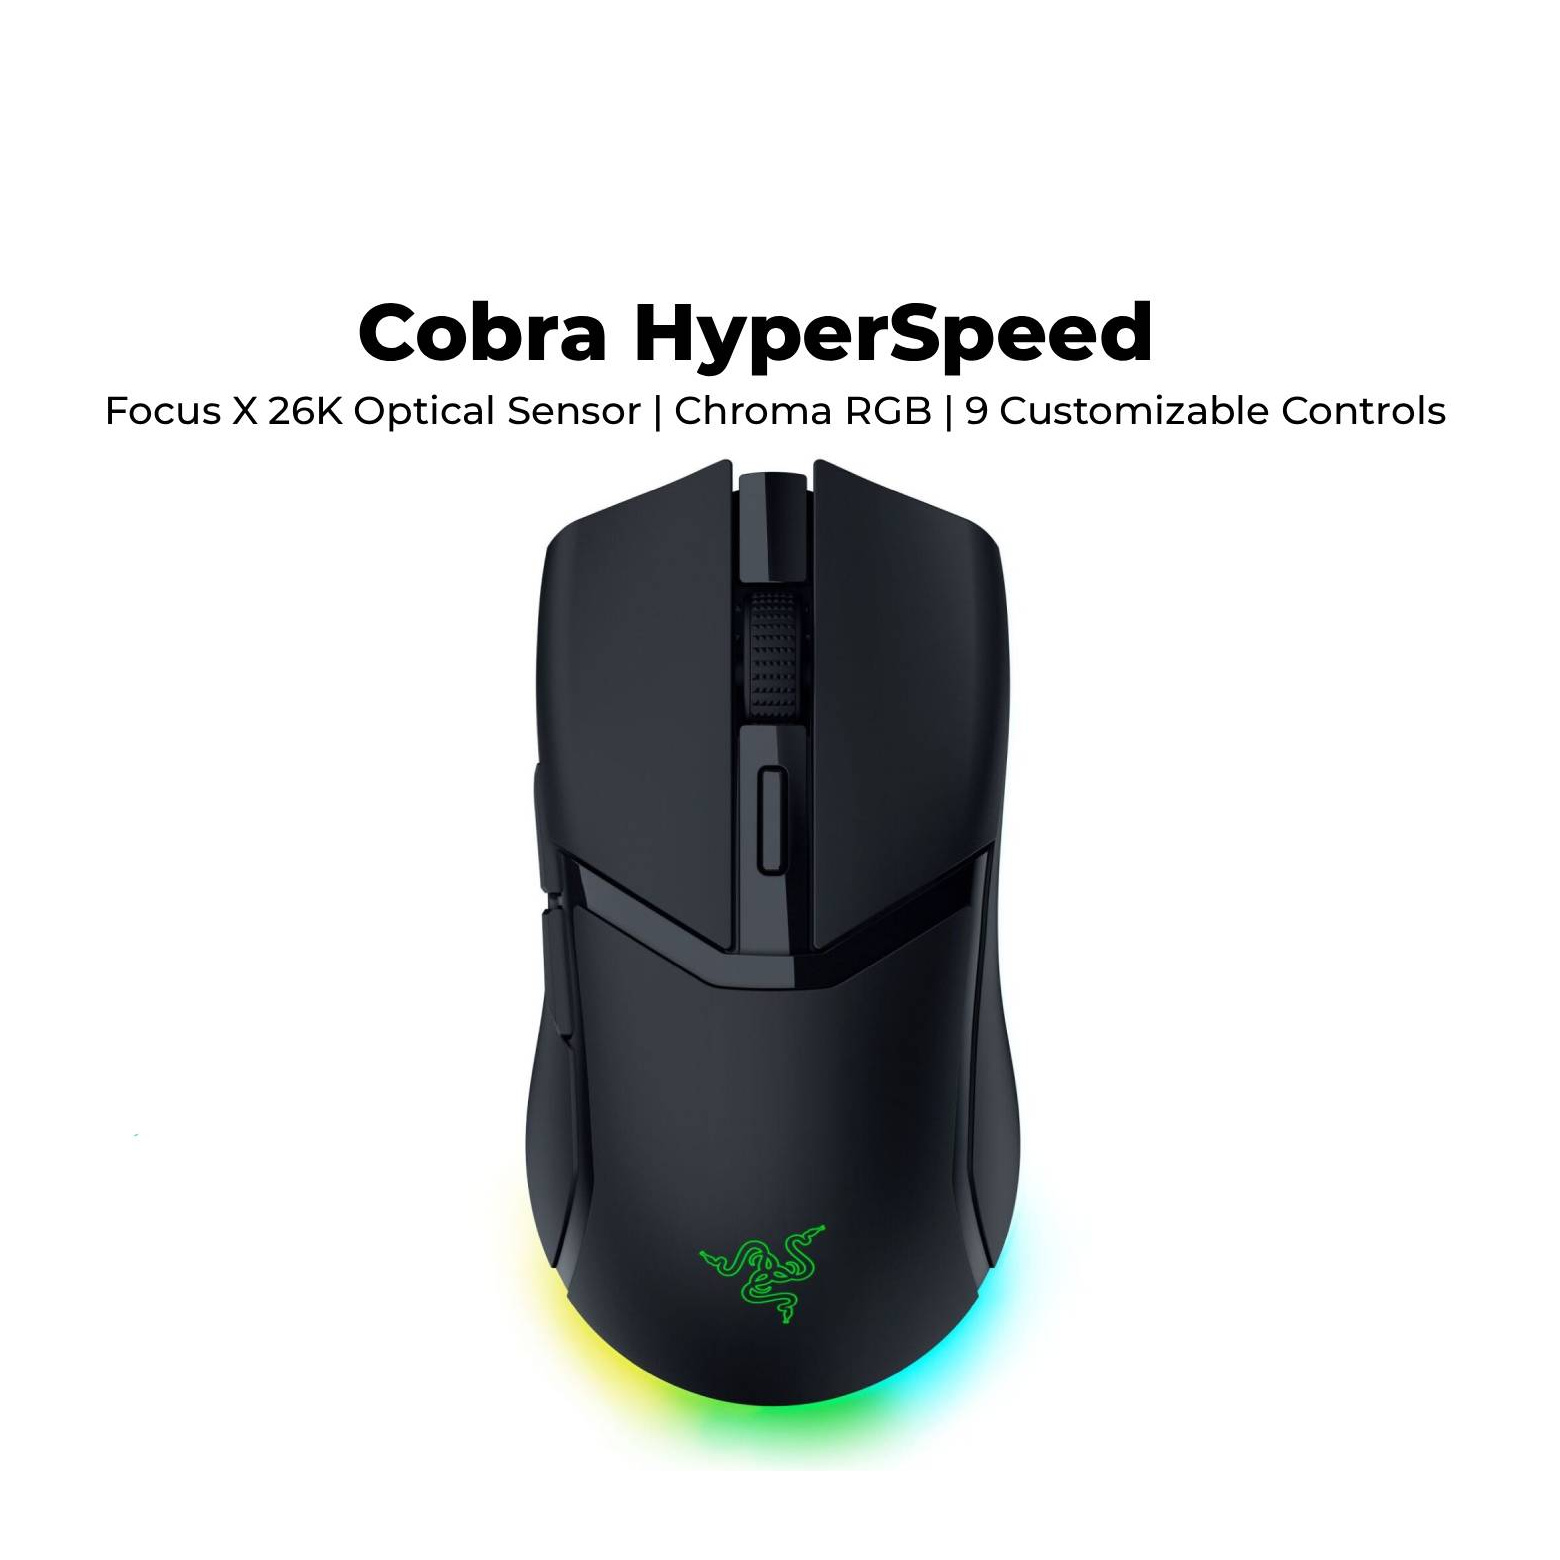 Cobra HyperSpeed
Focus X 26K Optical Sensor | Chroma RGB | 9 Customizable Controls